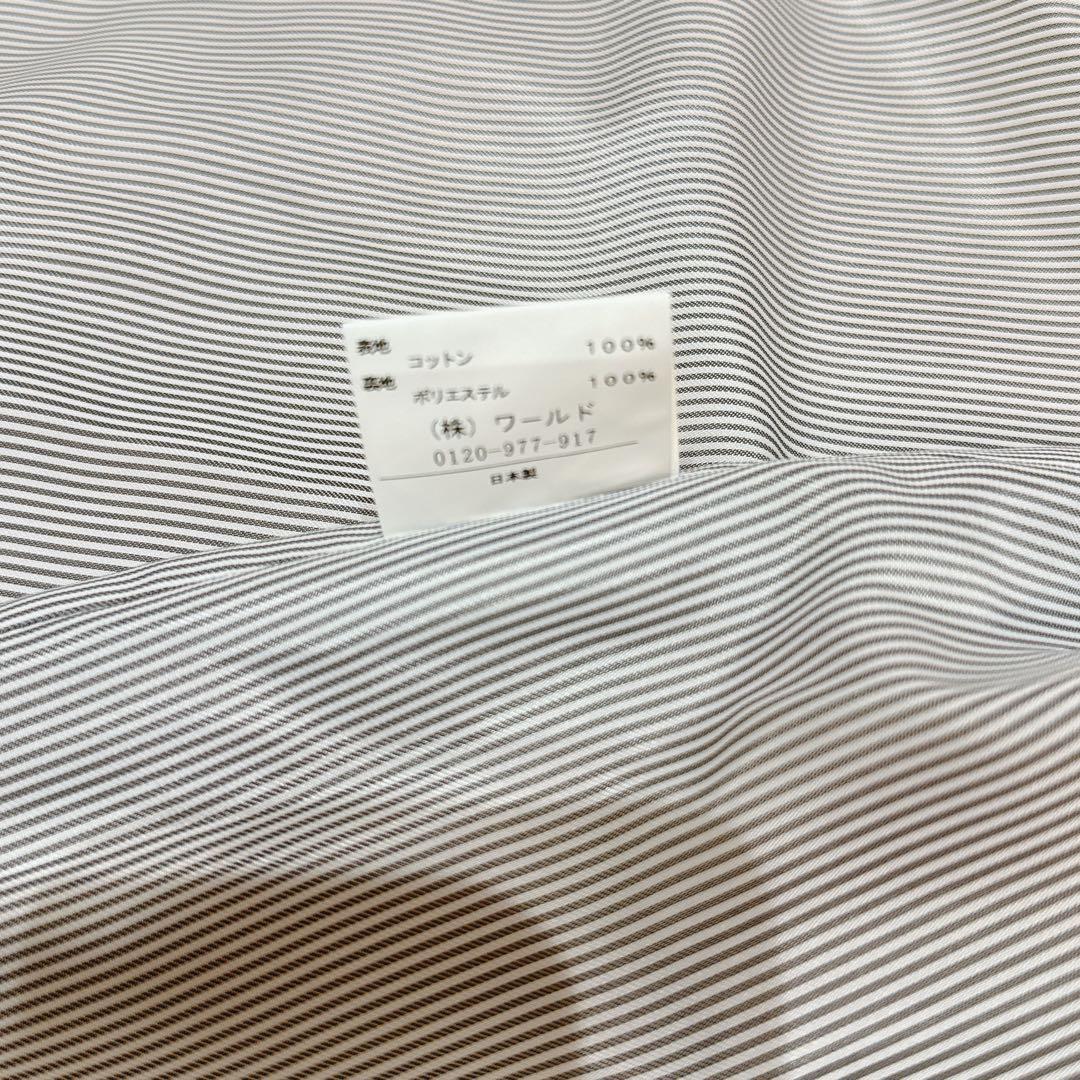 表地
コットン 100%
裏地
ポリエステル 100%
(株) ワールド
0120-977-917
日本製